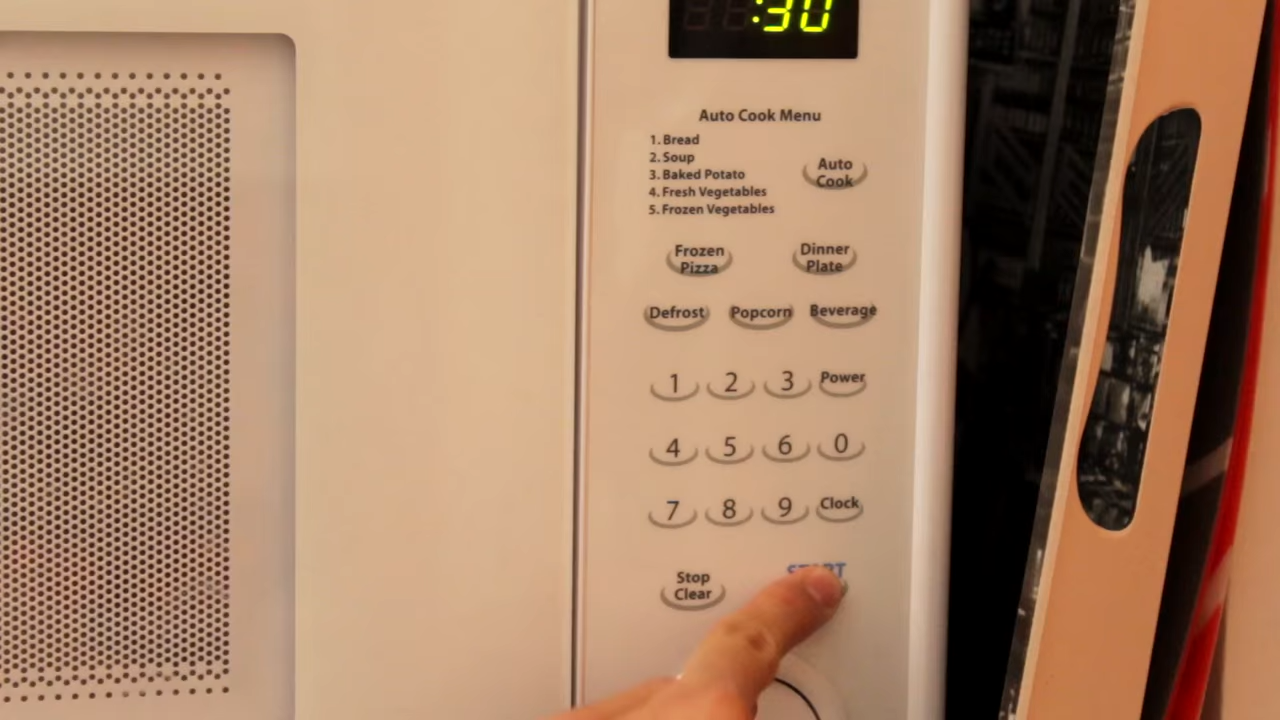 :30
Auto Cook Menu
1. Bread
2. Soup
3. Baked Potato
4. Fresh Vegetables
5. Frozen Vegetables
Auto
Cook
Frozen
Pizza
Dinner
Plate
Defrost
Popcorn
Beverage
1 2 3 Power
4 5 6 0
7 8 9 Clock
Stop
Clear
START